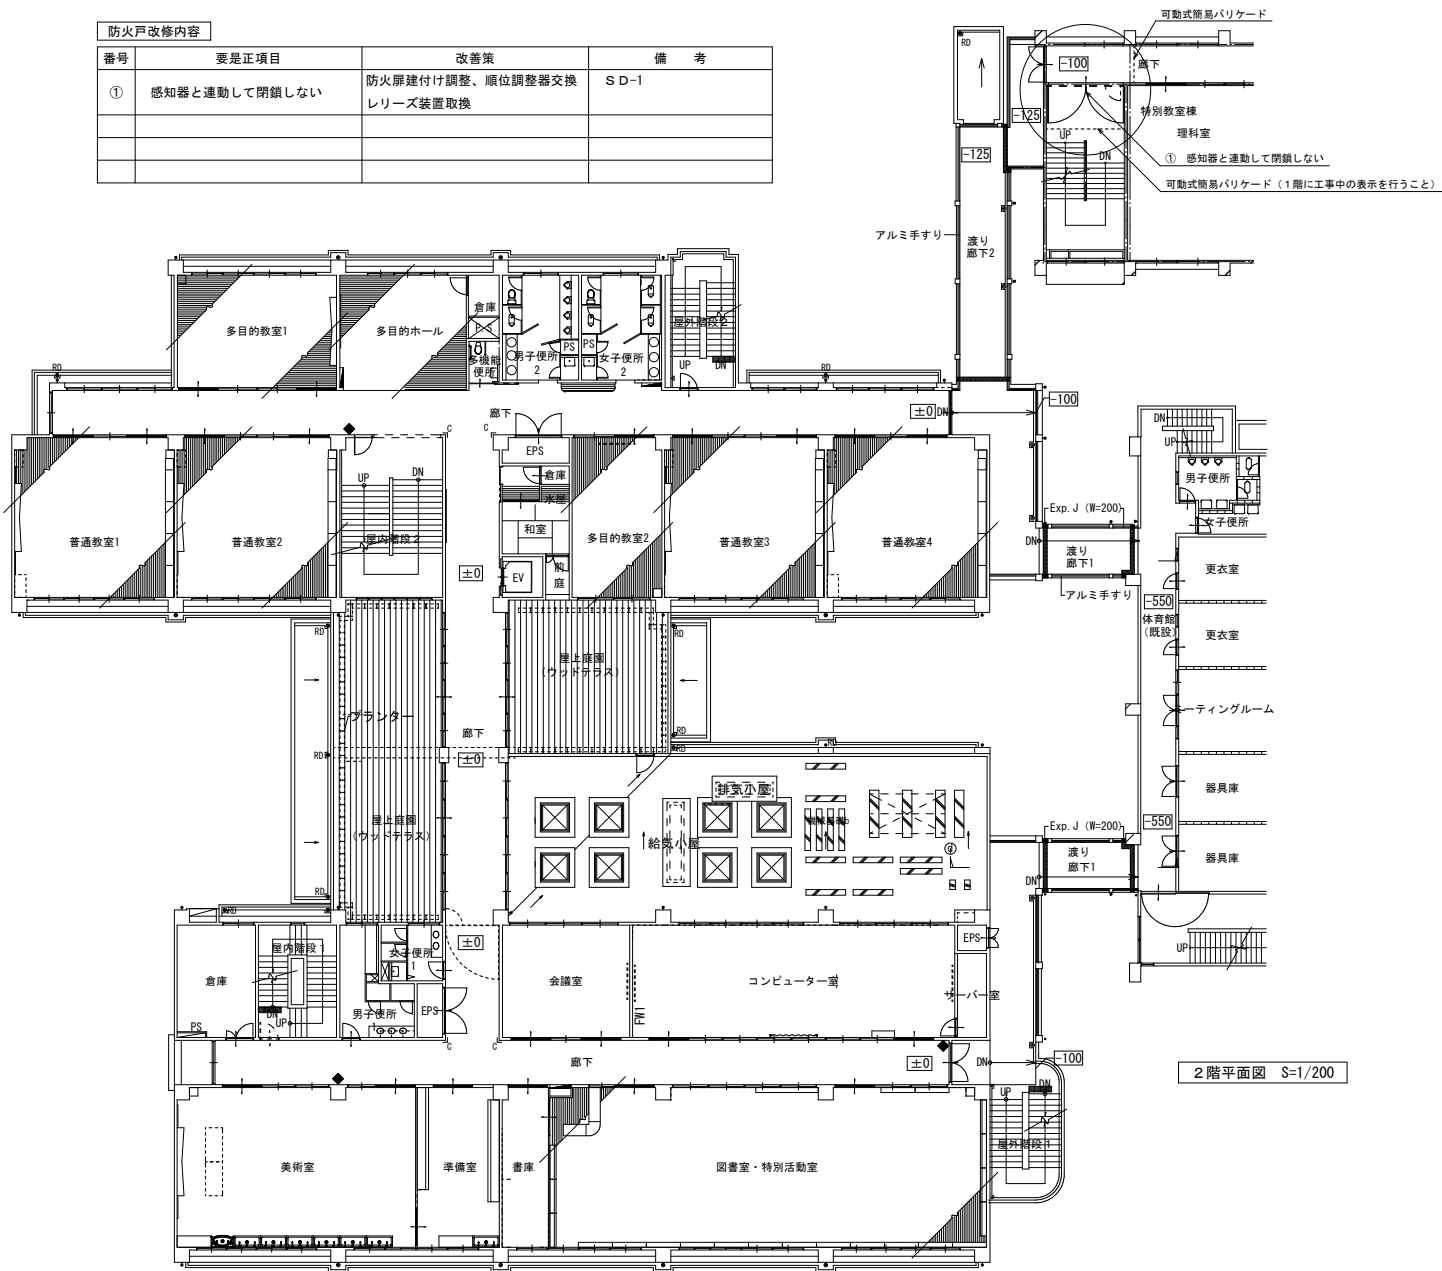 防火戸改修内容
番号 要是正項目 改善策 備 考
① 感知器と連動して閉鎖しない 防火扉建付け調整、順位調整器交換 ＳＤ-1
レリーズ装置取換
可動式簡易バリケード
RD
-100
廊下
-125
特別教室棟
理科室
UP
DN
-125
① 感知器と連動して閉鎖しない
可動式簡易バリケード（１階に工事中の表示を行うこと）
アルミ手すり
渡り
廊下2
倉庫
P.S
多目的教室1
多目的ホール
屋外階段２
多機能
便所
男子便所
2
PS
PS
女子便所
2
UP
DN
RD
RD
廊下
±0
DN
-100
C
C
EPS
DN
UP
UP
DN
倉庫
水屋
和室
男子便所
女子便所
普通教室1
普通教室2
屋内階段２
多目的教室2
普通教室3
普通教室4
Exp.J (W=200)
DN
渡り
廊下1
アルミ手すり
±0
EV
前
庭
更衣室
-550
体育館
(既設)
更衣室
RD
RD
屋上庭園
(ウッドテラス)
プランター
ミーティングルーム
廊下
RD
RD
RD
RD
±0
排気小屋
器具庫
屋上庭園
(ウッドテラス)
給気小屋
-550
Exp.J (W=200)
渡り
廊下1
器具庫
DN
RD
RD
屋内階段１
女子便所
1
±0
EPS
UP
倉庫
会議室
コンピューター室
サーバー室
DN
UP
PS
男子便所
1
EPS
FW1
C
C
廊下
±0
DN
-100
２階平面図 S=1/200
UP
DN
屋外階段１
美術室
準備室
書庫
図書室・特別活動室